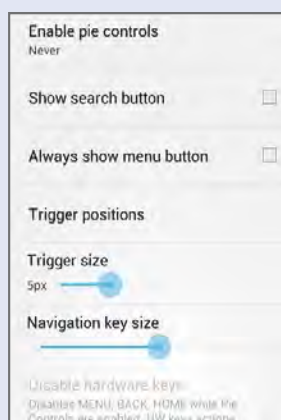 Enable pie controls
Never
Show search button
Always show menu button
Trigger positions
Trigger size
5px
Navigation key size
Disable hardware keys
Disables MENU, BACK, HOME while Pie
Controls are enabled. HW keys actions